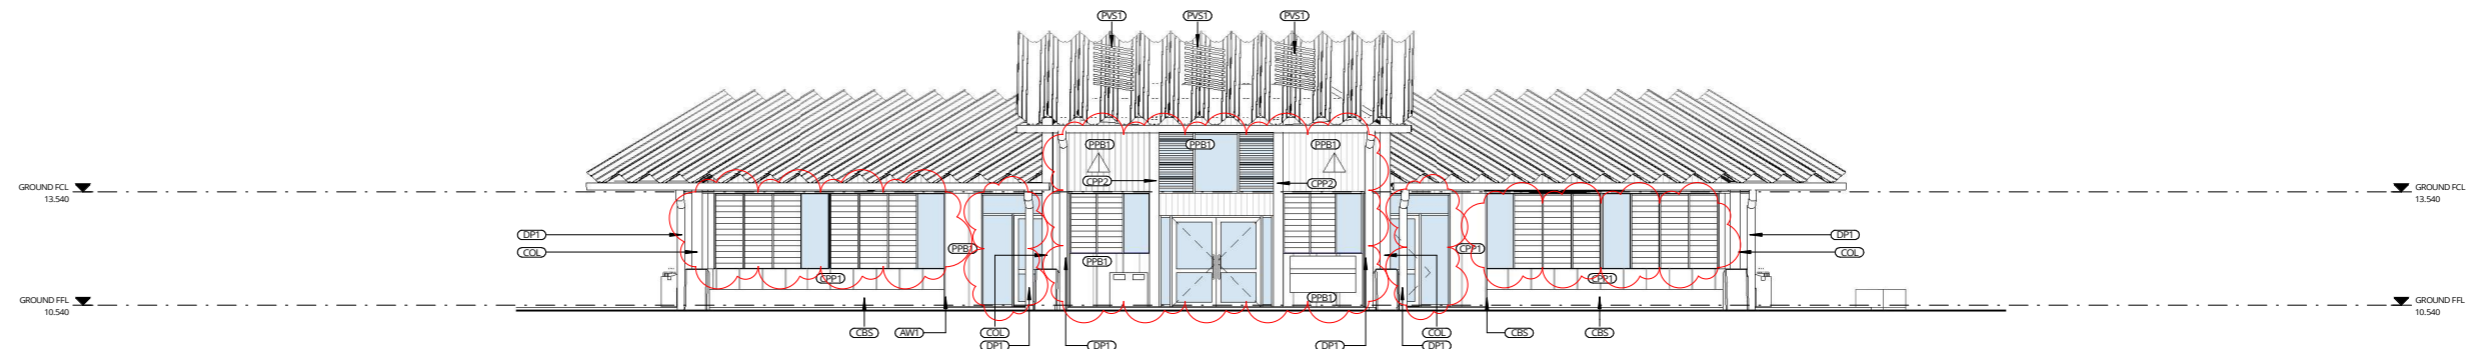 PVS1 PVS1 PVS1
PPB1 PPB1 PPB1
CPP2 CPP2
GROUND FCL GROUND FCL
13.540 13.540
DP1 DP1
COL PPB1 CPP1 COL
PPB1
CPP1 CPP1
PPB1
GROUND FFL GROUND FFL
10.540 10.540
CBS AW1 COL COL CBS CBS
DP1 DP1 DP1 DP1